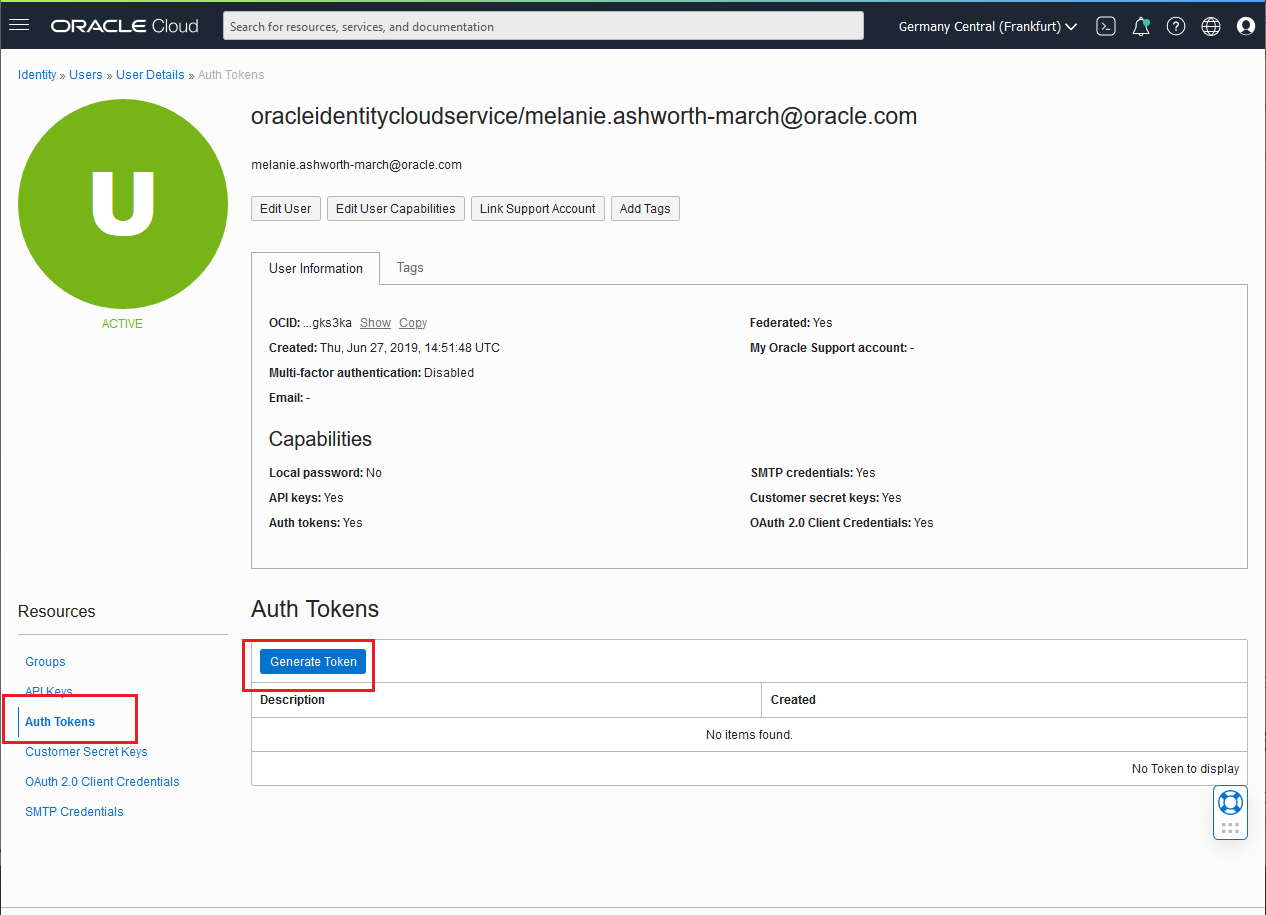 ORACLE Cloud
Search for resources, services, and documentation
Germany Central (Frankfurt)
Identity » Users » User Details » Auth Tokens
U
ACTIVE
oracleidentitycloudservice/melanie.ashworth-march@oracle.com
melanie.ashworth-march@oracle.com
Edit User Edit User Capabilities Link Support Account Add Tags
User Information Tags
OCID: ...gks3ka Show Copy
Created: Thu, Jun 27, 2019, 14:51:48 UTC
Multi-factor authentication: Disabled
Email: -
Federated: Yes
My Oracle Support account: -
Capabilities
Local password: No
API keys: Yes
Auth tokens: Yes
SMTP credentials: Yes
Customer secret keys: Yes
OAuth 2.0 Client Credentials: Yes
Resources
Groups
API Keys
Auth Tokens
Customer Secret Keys
OAuth 2.0 Client Credentials
SMTP Credentials
Auth Tokens
Generate Token
Description Created
No items found.
No Token to display